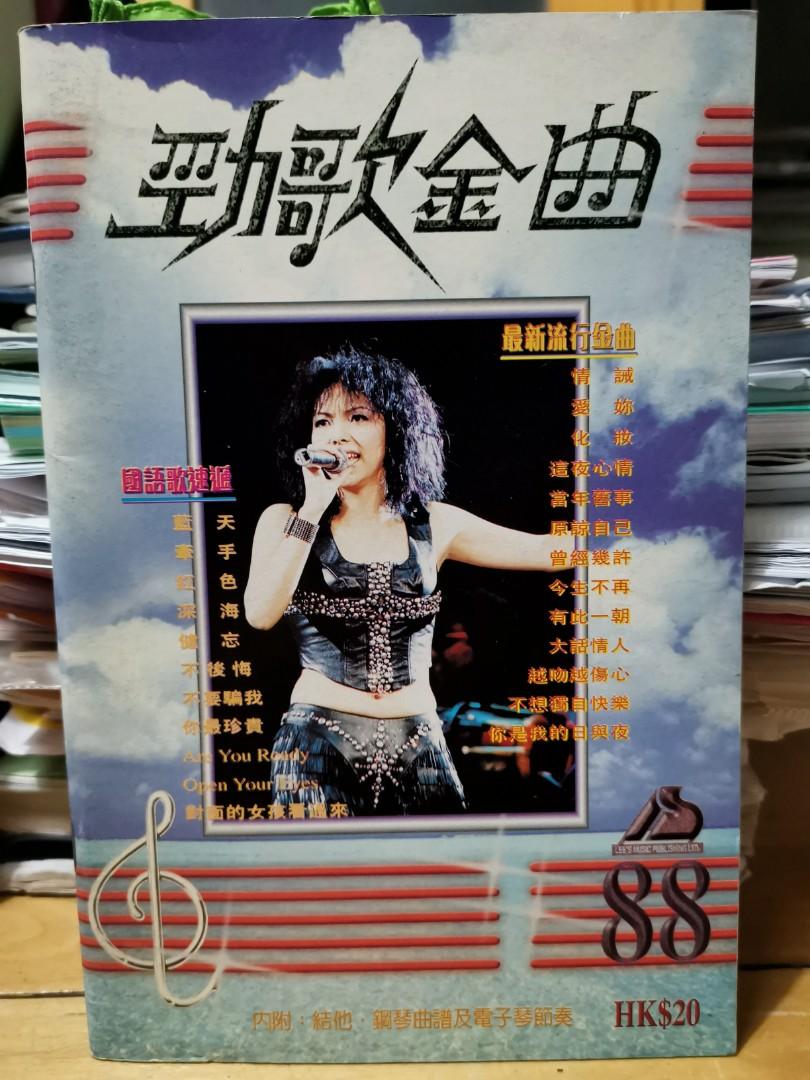 勁歌金曲
最新流行金曲
情誡
愛妳
化妝
這夜心情
當年舊事
原諒自己
曾經幾許
今生不再
有此一朝
大話情人
越吻越傷心
不想獨自快樂
你是我的日與夜
國語歌速遞
藍天
牽手
紅色
深海
健忘
不後悔
不要騙我
你最珍貴
Are You Ready
Open Your Eyes
對面的女孩看過來
LEE'S MUSIC PUBLISHING LTD.
88
內附：結他 鋼琴曲譜及電子琴節奏
HK$20